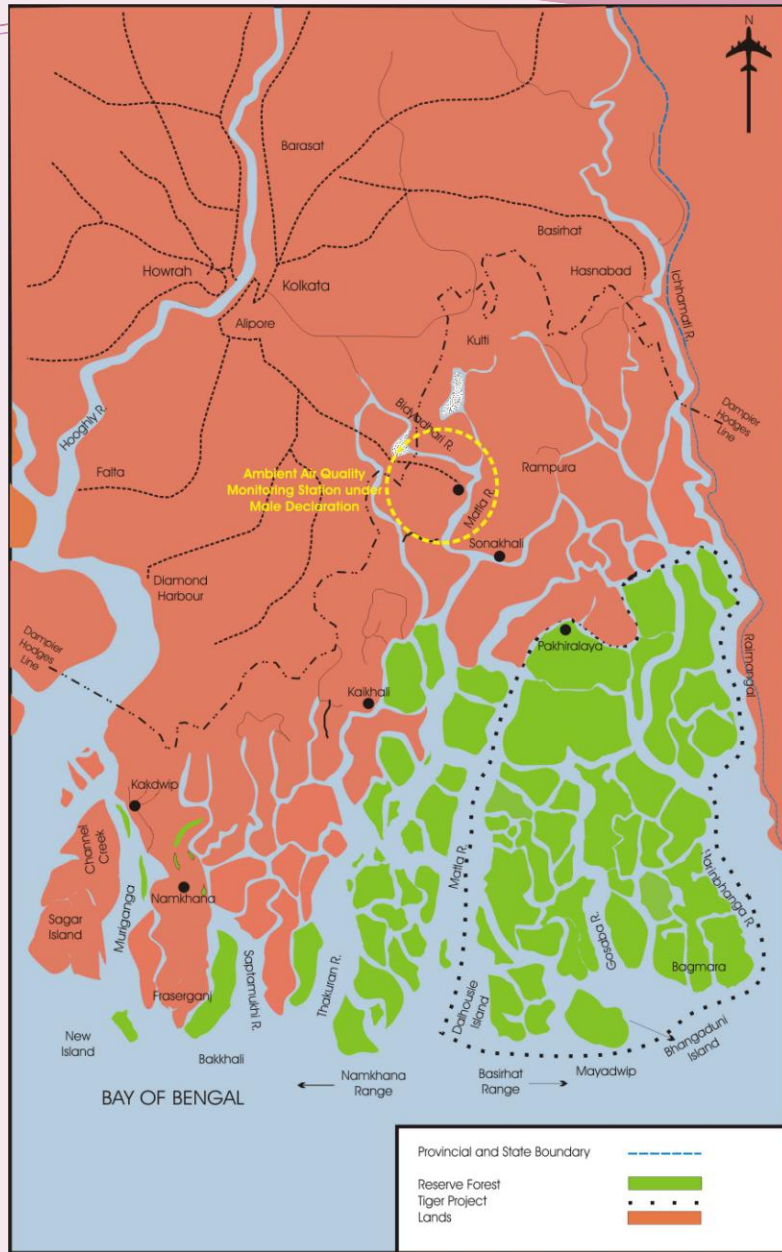 N
Barasat
Basirhat
Howrah
Kolkata
Hasnabad
Ichhamati R.
Alipore
Kulti
Hooghly R.
Bidyadhari R.
Dampier
Hodges
Line
Falta
Ambient Air Quality
Monitoring Station under
Male Declaration
Rampura
Matla R.
Sonakhali
Diamond
Harbour
Dampier
Hodges
Line
Pakhiralaya
Raimangal
Kaikhali
Kakdwip
Channel
Creek
Muriganga
Namkhana
Sagar
Island
Matla R.
Gosaba R.
Harinbhanga R
Bagmara
Saptamukhi R.
Thakuran R.
Fraserganj
Dalhousie
Island
Bhangaduni
Island
New
Island
Bakkhali
Namkhana
Range
Basirhat
Range
Mayadwip
BAY OF BENGAL
Provincial and State Boundary
Reserve Forest
Tiger Project
Lands